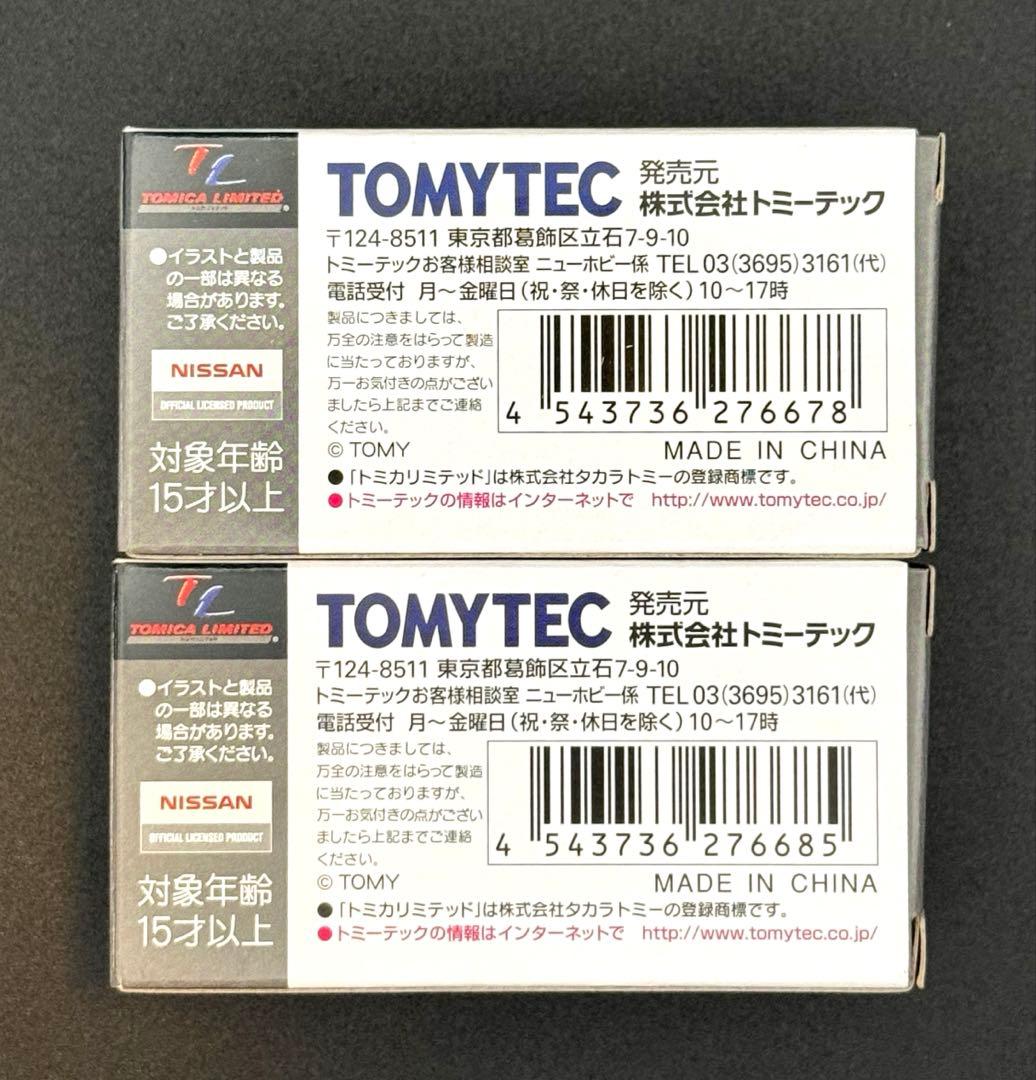 TL
TOMICA LIMITED
●イラストと製品
の一部は異なる
場合があります。
ご了承ください。
NISSAN
OFFICIAL LICENSED PRODUCT
対象年齢
15才以上
TOMYTEC
発売元
株式会社トミーテック
〒124-8511 東京都葛飾区立石7-9-10
トミーテックお客様相談室 ニューホビー係 TEL 03(3695)3161(代)
電話受付 月～金曜日(祝・祭・休日を除く)10～17時
製品につきましては、
万全の注意をはらって製造
に当たっておりますが、
万一お気付きの点がござい
ましたら上記までご連絡
ください。
4 543736 276678
© TOMY
MADE IN CHINA
●「トミカリミテッド」は株式会社タカラトミーの登録商標です。
●トミーテックの情報はインターネットで http://www.tomytec.co.jp/
TL
TOMICA LIMITED
●イラストと製品
の一部は異なる
場合があります。
ご了承ください。
NISSAN
OFFICIAL LICENSED PRODUCT
対象年齢
15才以上
TOMYTEC
発売元
株式会社トミーテック
〒124-8511 東京都葛飾区立石7-9-10
トミーテックお客様相談室 ニューホビー係 TEL 03(3695)3161(代)
電話受付 月～金曜日(祝・祭・休日を除く)10～17時
製品につきましては、
万全の注意をはらって製造
に当たっておりますが、
万一お気付きの点がござい
ましたら上記までご連絡
ください。
4 543736 276685
© TOMY
MADE IN CHINA
●「トミカリミテッド」は株式会社タカラトミーの登録商標です。
●トミーテックの情報はインターネットで http://www.tomytec.co.jp/